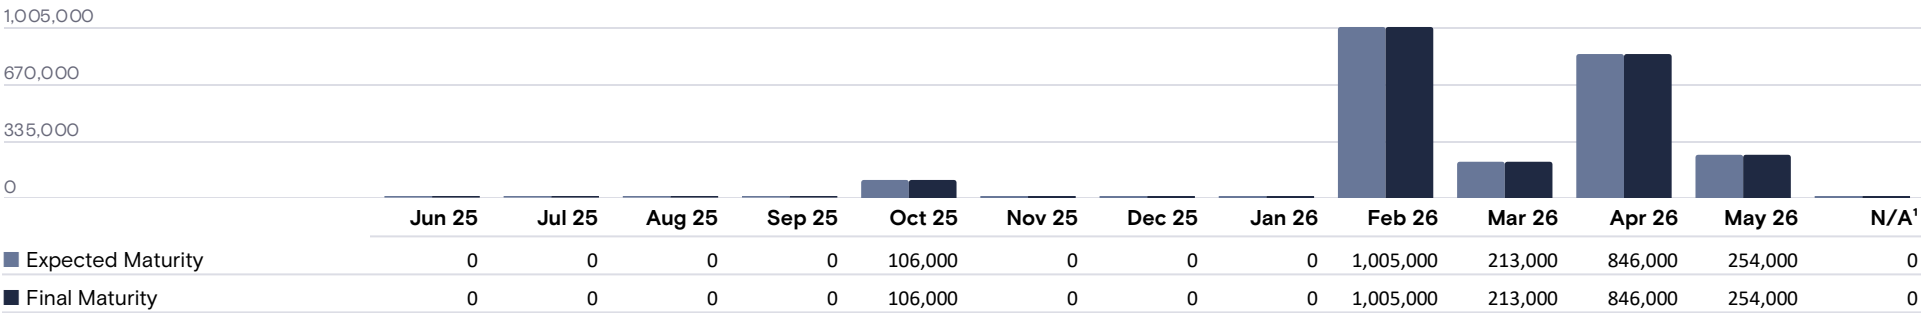 1,005,000
670,000
335,000
0
Jun 25 Jul 25 Aug 25 Sep 25 Oct 25 Nov 25 Dec 25 Jan 26 Feb 26 Mar 26 Apr 26 May 26 N/A¹
Expected Maturity 0 0 0 0 106,000 0 0 0 1,005,000 213,000 846,000 254,000 0
Final Maturity 0 0 0 0 106,000 0 0 0 1,005,000 213,000 846,000 254,000 0